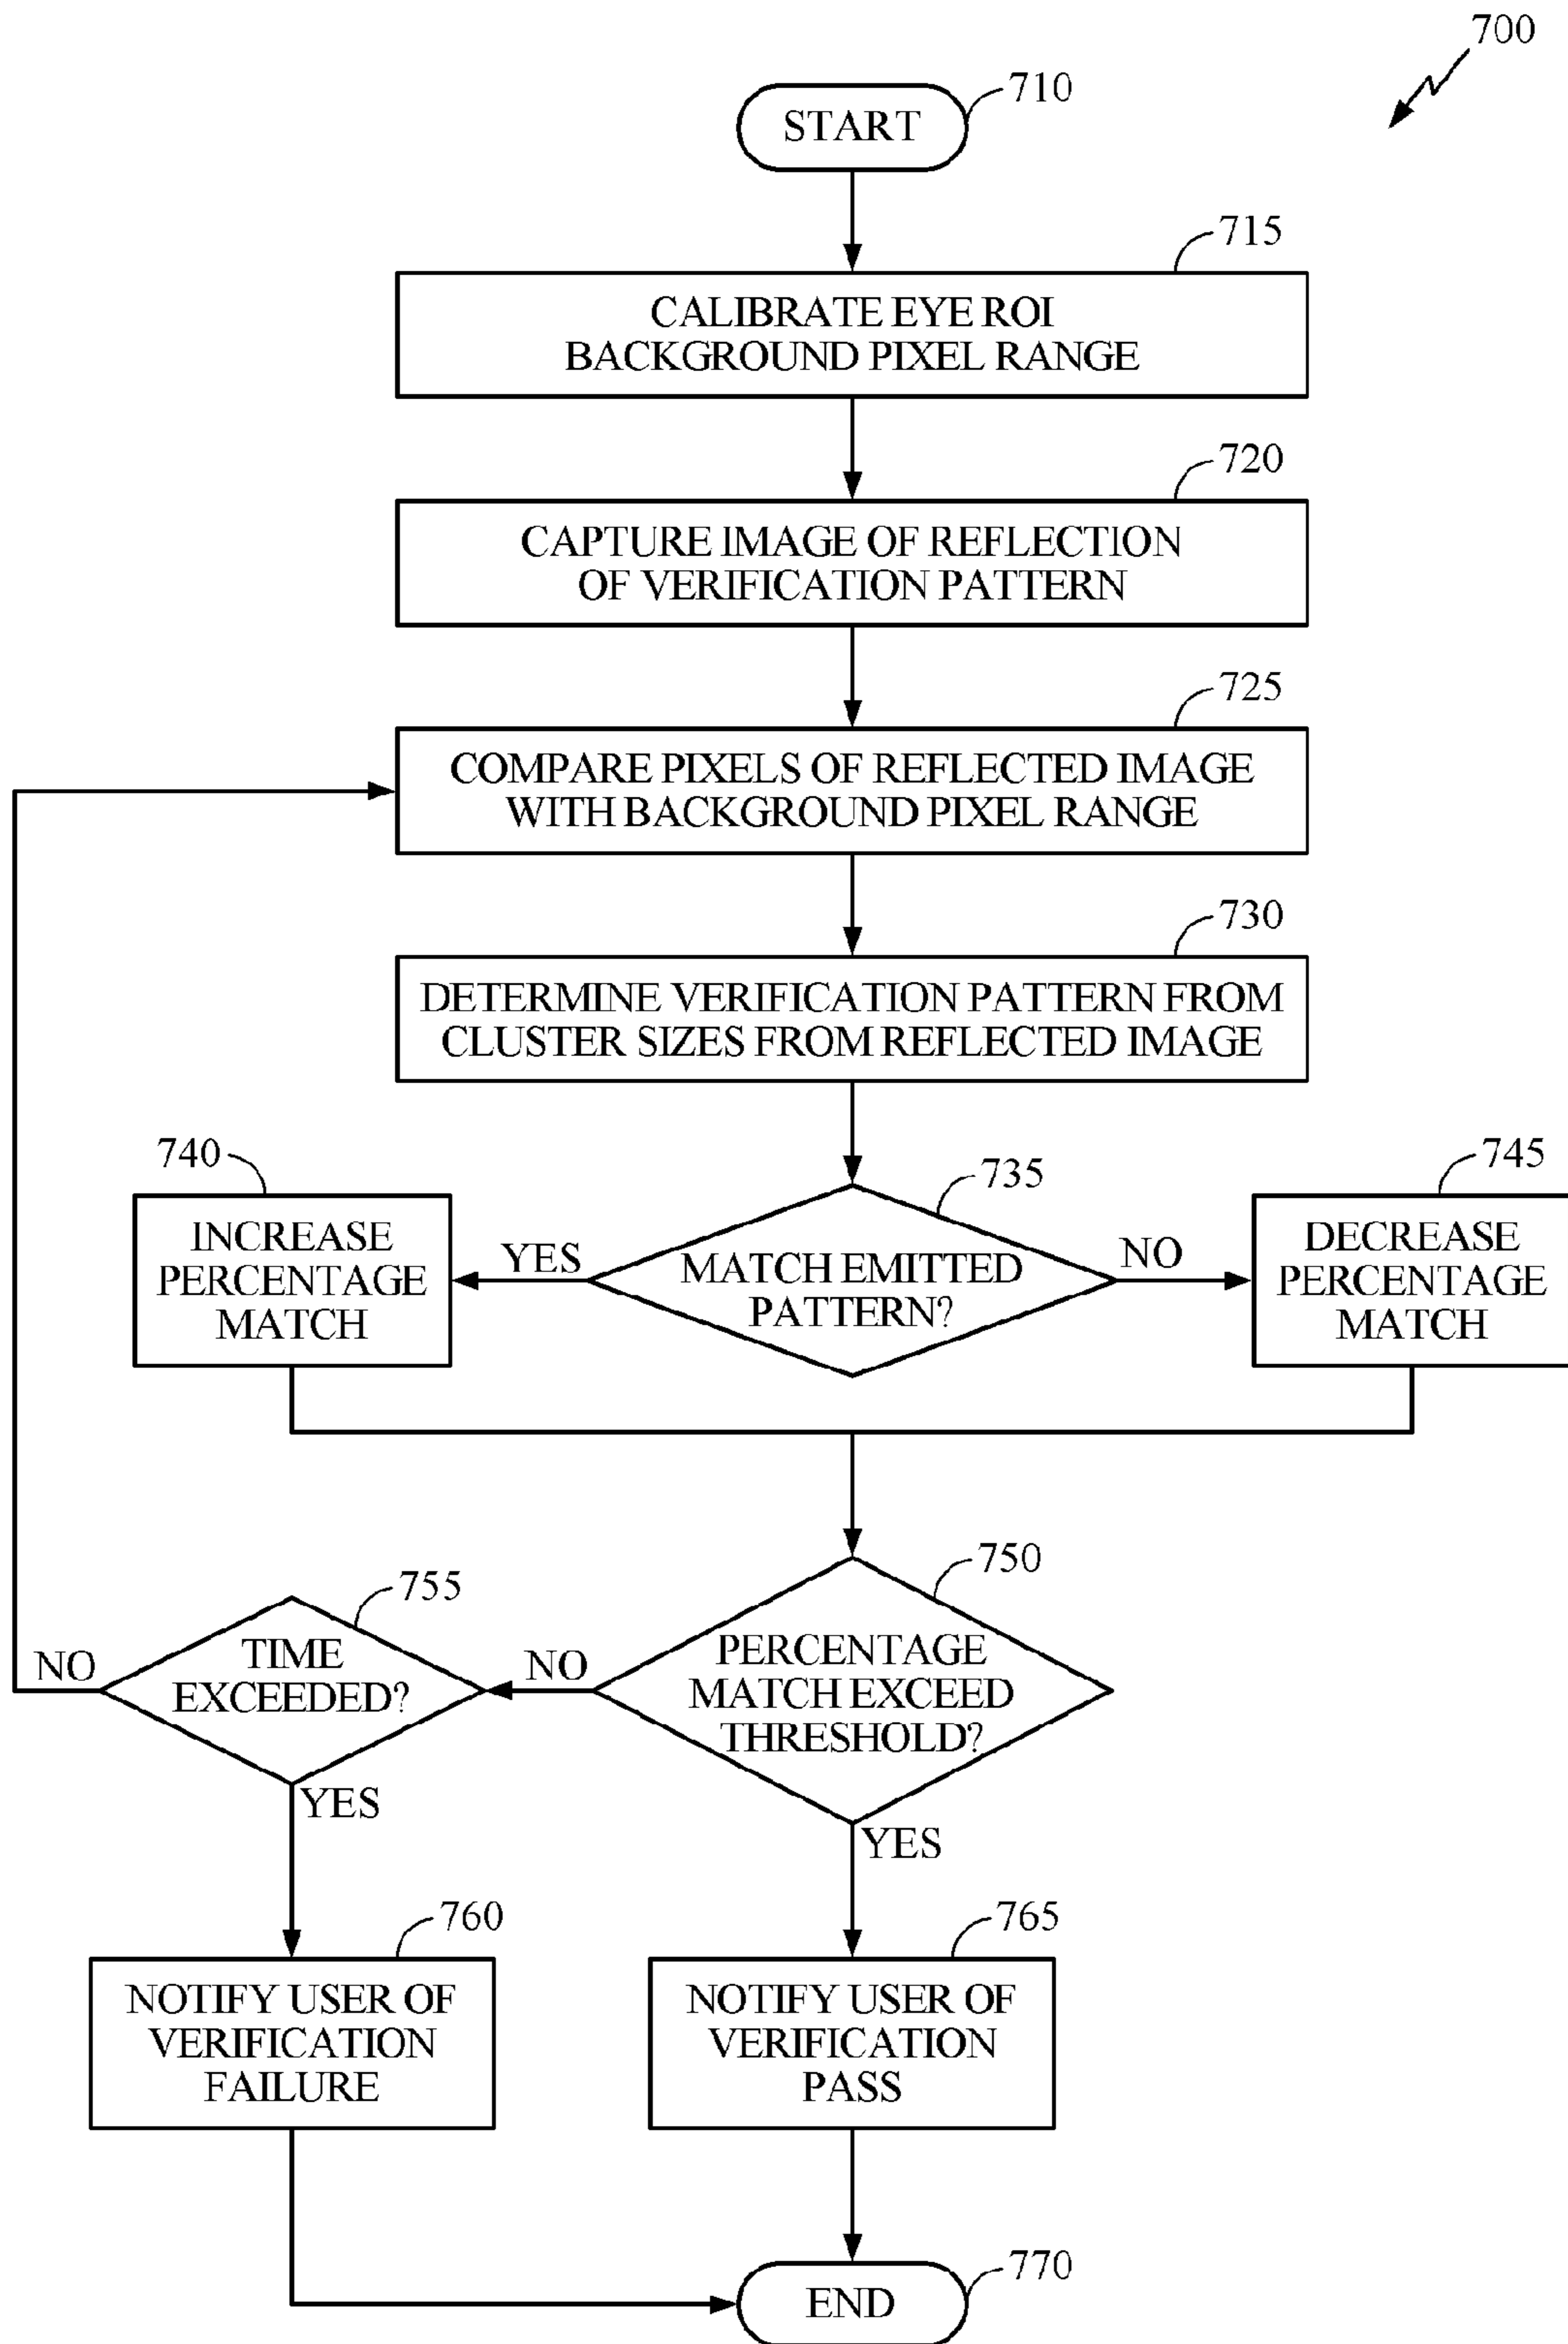 700
START
710
715
CALIBRATE EYE ROI
BACKGROUND PIXEL RANGE
720
CAPTURE IMAGE OF REFLECTION
OF VERIFICATION PATTERN
725
COMPARE PIXELS OF REFLECTED IMAGE
WITH BACKGROUND PIXEL RANGE
730
DETERMINE VERIFICATION PATTERN FROM
CLUSTER SIZES FROM REFLECTED IMAGE
740
INCREASE
PERCENTAGE
MATCH
YES
735
MATCH EMITTED
PATTERN?
NO
745
DECREASE
PERCENTAGE
MATCH
750
PERCENTAGE
MATCH EXCEED
THRESHOLD?
NO
755
TIME
EXCEEDED?
NO
YES
YES
760
NOTIFY USER OF
VERIFICATION
FAILURE
765
NOTIFY USER OF
VERIFICATION
PASS
770
END